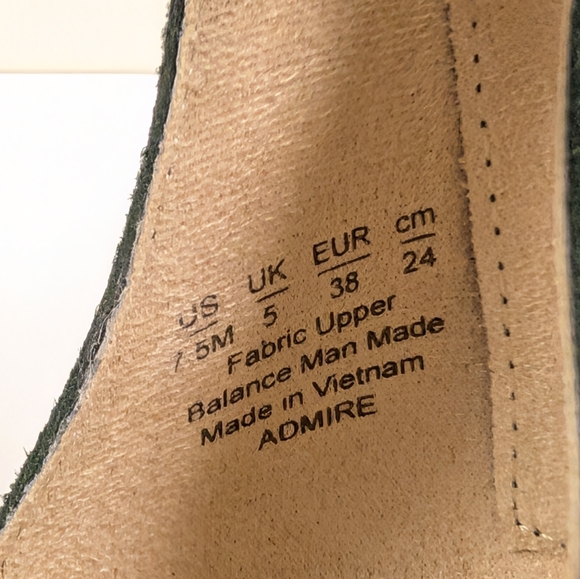 US UK EUR cm
7.5M 5 38 24
Fabric Upper
Balance Man Made
Made in Vietnam
ADMIRE